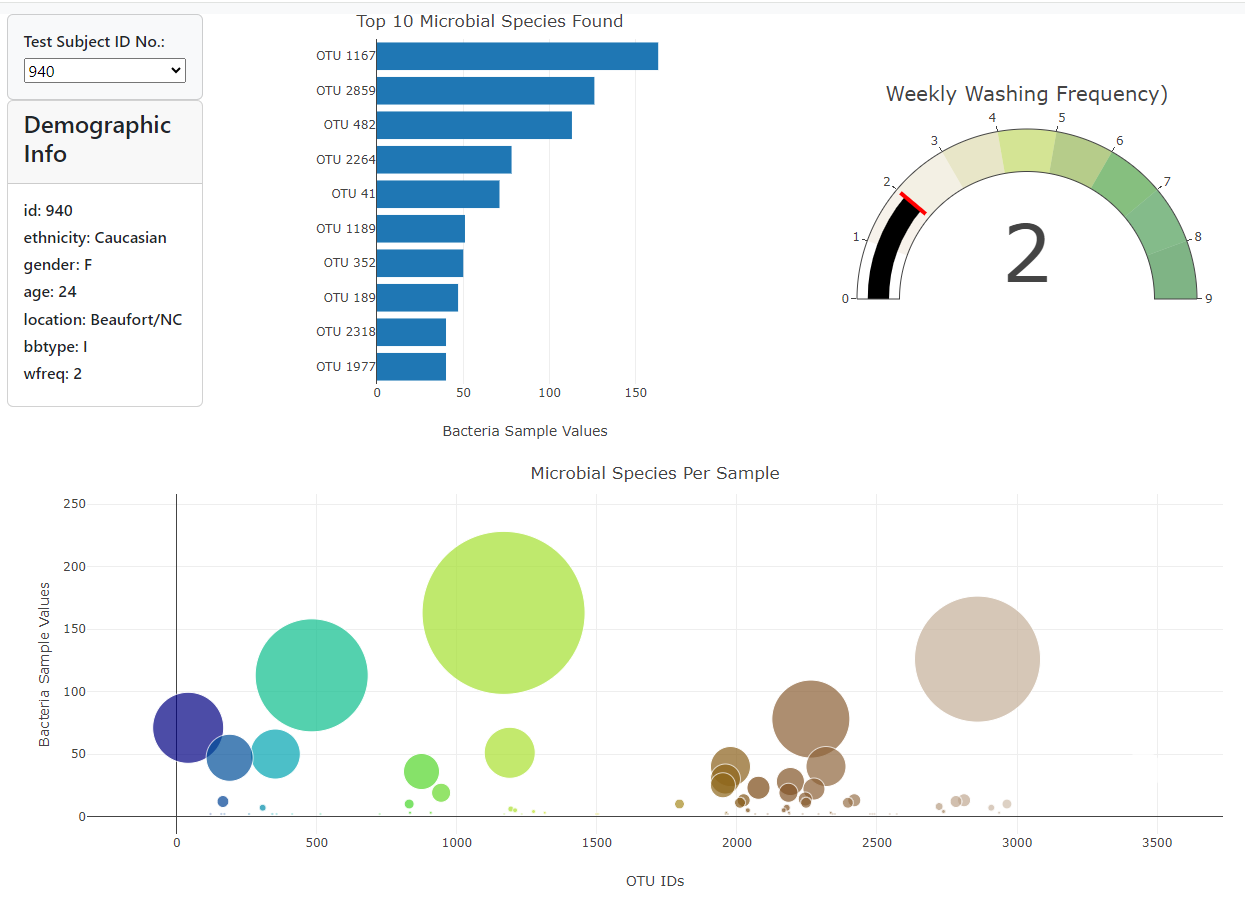 Test Subject ID No.:
940
Demographic
Info
id: 940
ethnicity: Caucasian
gender: F
age: 24
location: Beaufort/NC
bbtype: I
wfreq: 2
Top 10 Microbial Species Found
OTU 1167
OTU 2859
OTU 482
OTU 2264
OTU 41
OTU 1189
OTU 352
OTU 189
OTU 2318
OTU 1977
0 50 100 150
Bacteria Sample Values
Weekly Washing Frequency)
0
1
2
3
4
5
6
7
8
9
2
Microbial Species Per Sample
Bacteria Sample Values
250
200
150
100
50
0
0 500 1000 1500 2000 2500 3000 3500
OTU IDs